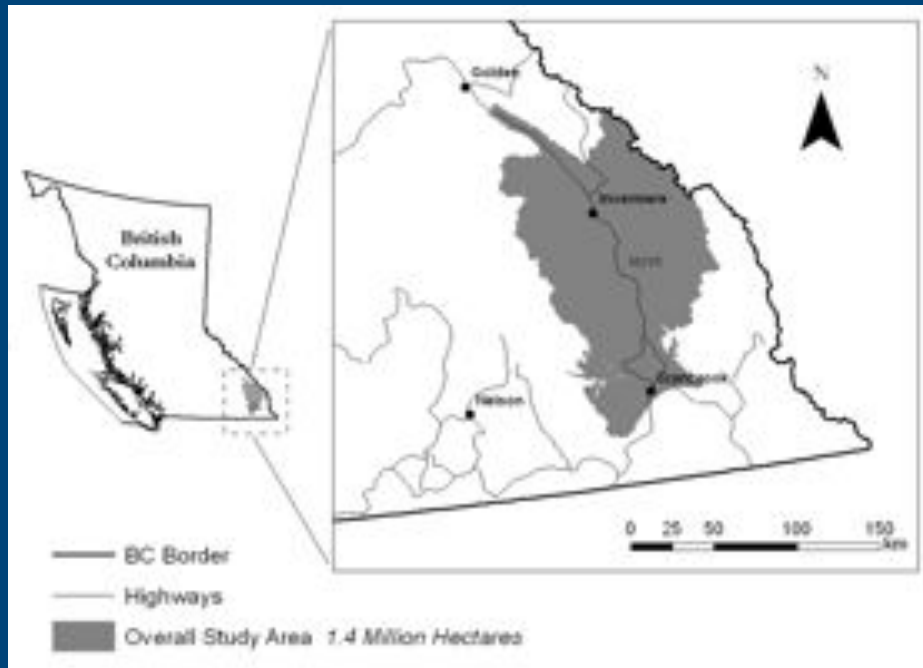 British
Columbia
Golden
N
Invermere
Cranbrook
Nelson
0 25 50 100 150
km
BC Border
Highways
Overall Study Area 1.4 Million Hectares